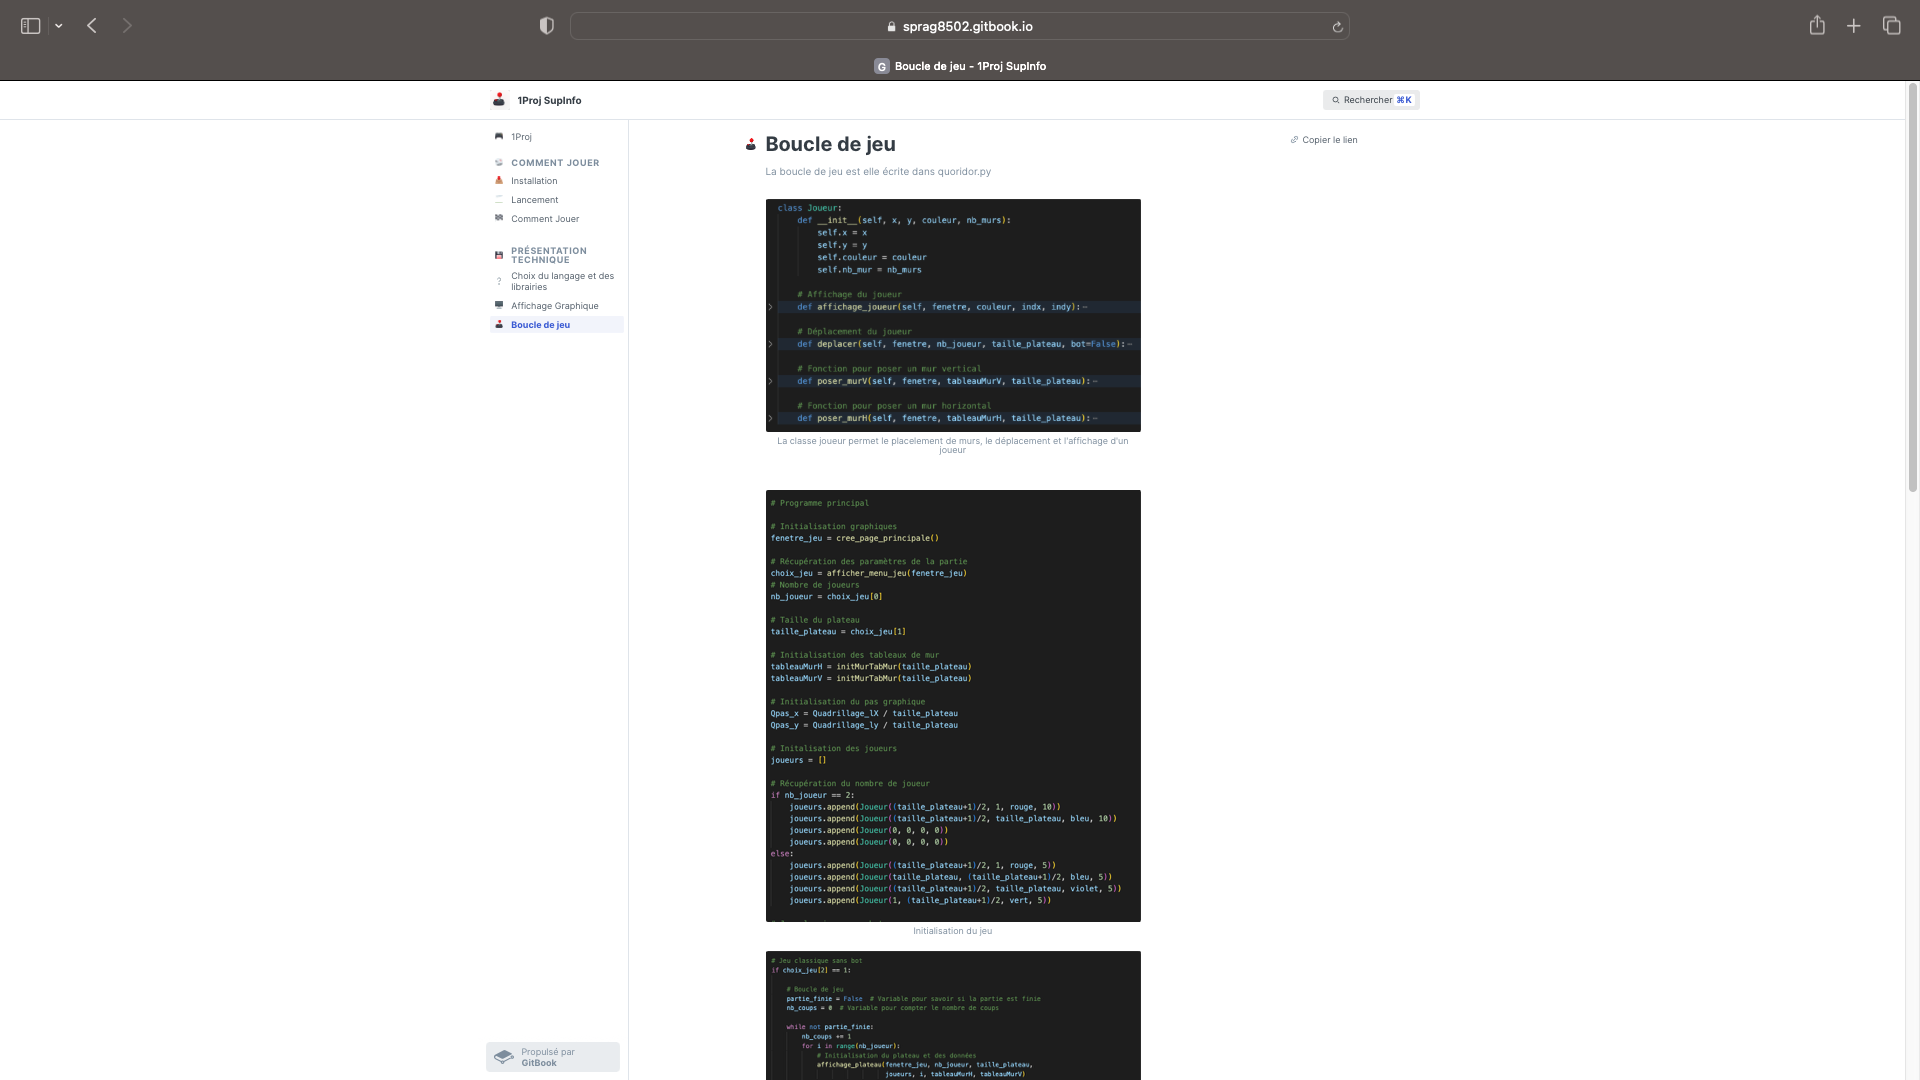 sprag8502.gitbook.io
G Boucle de jeu - 1Proj SupInfo
1Proj SupInfo
Rechercher ⌘K
1Proj
COMMENT JOUER
Installation
Lancement
Comment Jouer
PRÉSENTATION
TECHNIQUE
Choix du langage et des
librairies
Affichage Graphique
Boucle de jeu
Propulsé par
GitBook
Boucle de jeu
Copier le lien
La boucle de jeu est elle écrite dans quoridor.py
class Joueur:
def __init__(self, x, y, couleur, nb_murs):
self.x = x
self.y = y
self.couleur = couleur
self.nb_mur = nb_murs
# Affichage du joueur
def affichage_joueur(self, fenetre, couleur, indx, indy):
# Déplacement du joueur
def deplacer(self, fenetre, nb_joueur, taille_plateau, bot=False):
# Fonction pour poser un mur vertical
def poser_murV(self, fenetre, tableauMurV, taille_plateau):
# Fonction pour poser un mur horizontal
def poser_murH(self, fenetre, tableauMurH, taille_plateau):
La classe joueur permet le placelement de murs, le déplacement et l'affichage d'un
joueur
# Programme principal
# Initialisation graphiques
fenetre_jeu = cree_page_principale()
# Récupération des paramètres de la partie
choix_jeu = afficher_menu_jeu(fenetre_jeu)
# Nombre de joueurs
nb_joueur = choix_jeu[0]
# Taille du plateau
taille_plateau = choix_jeu[1]
# Initialisation des tableaux de mur
tableauMurH = initMurTabMur(taille_plateau)
tableauMurV = initMurTabMur(taille_plateau)
# Initialisation du pas graphique
Qpas_x = Quadrillage_lX / taille_plateau
Qpas_y = Quadrillage_ly / taille_plateau
# Initalisation des joueurs
joueurs = []
# Récupération du nombre de joueur
if nb_joueur == 2:
joueurs.append(Joueur((taille_plateau+1)/2, 1, rouge, 10))
joueurs.append(Joueur((taille_plateau+1)/2, taille_plateau, bleu, 10))
joueurs.append(Joueur(0, 0, 0, 0))
joueurs.append(Joueur(0, 0, 0, 0))
else:
joueurs.append(Joueur((taille_plateau+1)/2, 1, rouge, 5))
joueurs.append(Joueur(taille_plateau, (taille_plateau+1)/2, bleu, 5))
joueurs.append(Joueur((taille_plateau+1)/2, taille_plateau, violet, 5))
joueurs.append(Joueur(1, (taille_plateau+1)/2, vert, 5))
Initialisation du jeu
# Jeu classique sans bot
if choix_jeu[2] == 1:
# Boucle de jeu
partie_finie = False # Variable pour savoir si la partie est finie
nb_coups = 0 # Variable pour compter le nombre de coups
while not partie_finie:
nb_coups += 1
for i in range(nb_joueur):
# Initialisation du plateau et des données
affichage_plateau(fenetre_jeu, nb_joueur, taille_plateau,
joueurs, i, tableauMurH, tableauMurV)